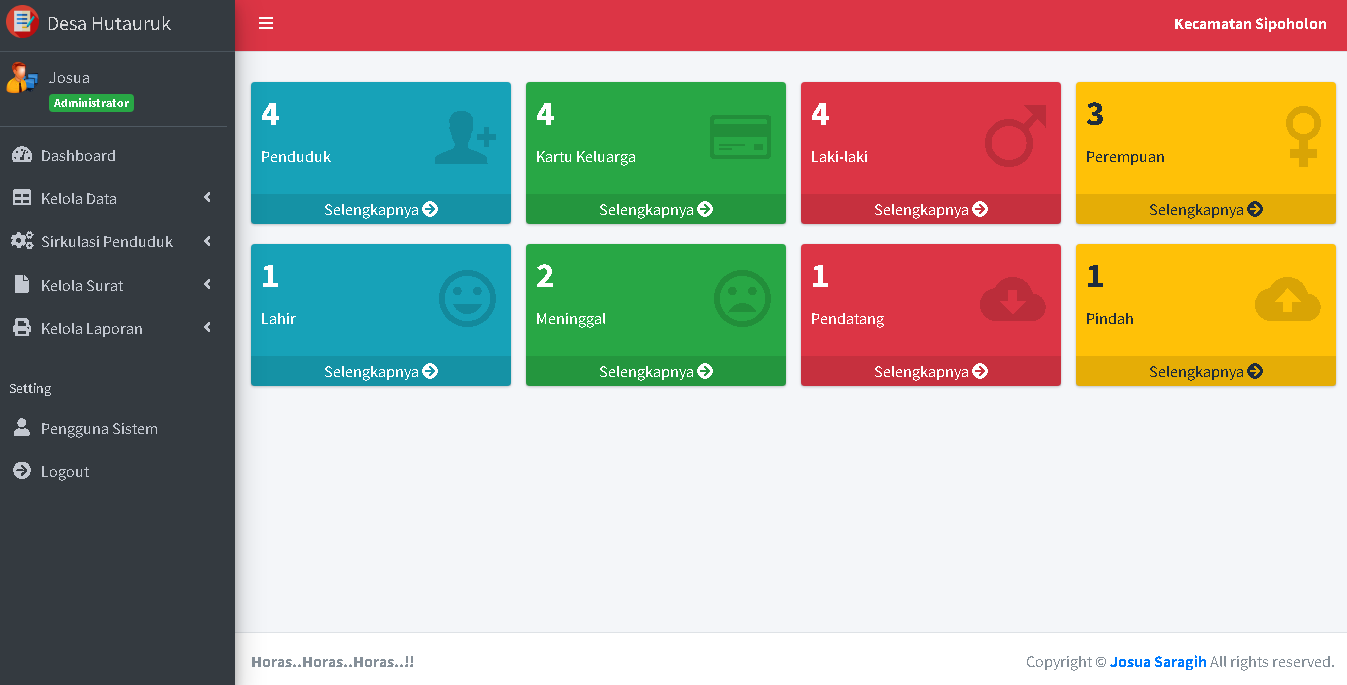 Desa Hutauruk
Kecamatan Sipoholon
Josua
Administrator
Dashboard
Kelola Data
Sirkulasi Penduduk
Kelola Surat
Kelola Laporan
Setting
Pengguna Sistem
Logout
4
Penduduk
Selengkapnya
4
Kartu Keluarga
Selengkapnya
4
Laki-laki
Selengkapnya
3
Perempuan
Selengkapnya
1
Lahir
Selengkapnya
2
Meninggal
Selengkapnya
1
Pendatang
Selengkapnya
1
Pindah
Selengkapnya
Horas..Horas..Horas..!!
Copyright © Josua Saragih All rights reserved.